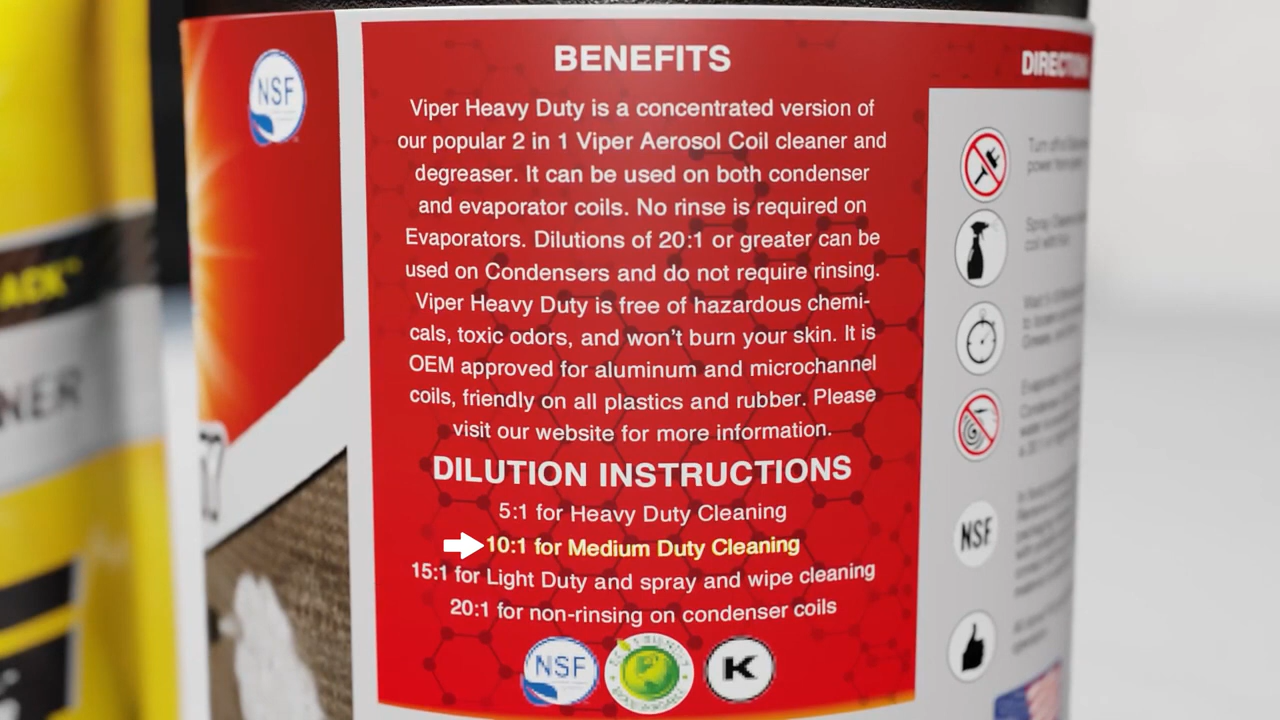 NSF
ACK
NER
BENEFITS
Viper Heavy Duty is a concentrated version of
our popular 2 in 1 Viper Aerosol Coil cleaner and
degreaser. It can be used on both condenser
and evaporator coils. No rinse is required on
Evaporators. Dilutions of 20:1 or greater can be
used on Condensers and do not require rinsing.
Viper Heavy Duty is free of hazardous chemi-
cals, toxic odors, and won't burn your skin. It is
OEM approved for aluminum and microchannel
coils, friendly on all plastics and rubber. Please
visit our website for more information.
DILUTION INSTRUCTIONS
5:1 for Heavy Duty Cleaning
10:1 for Medium Duty Cleaning
15:1 for Light Duty and spray and wipe cleaning
20:1 for non-rinsing on condenser coils
NSF
K
NSF